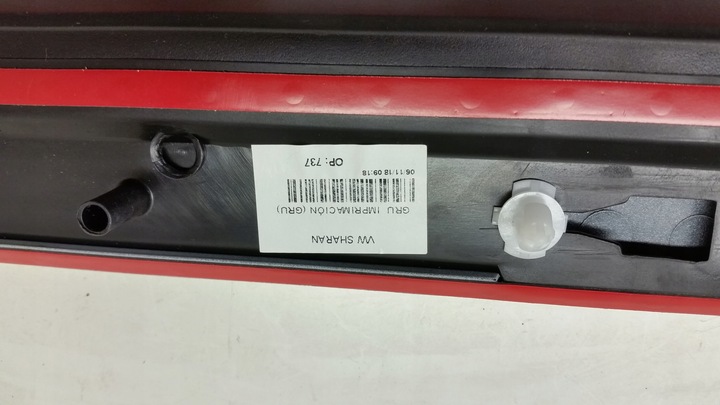 VW SHARAN
GRU IMPRIMACIÓN (GRU)
06/11/18 09:18
OP: 737